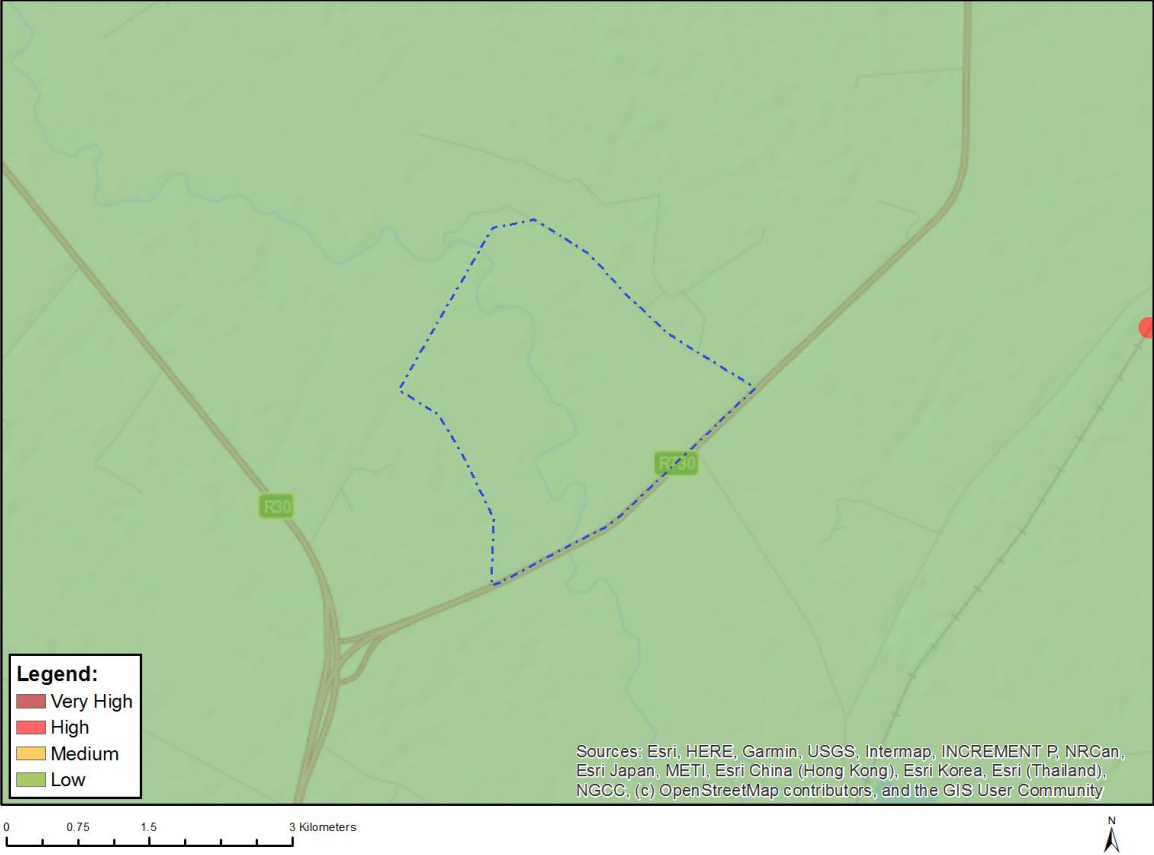 R730
R30
Legend:
Very High
High
Medium
Low
Sources: Esri, HERE, Garmin, USGS, Intermap, INCREMENT P, NRCan,
Esri Japan, METI, Esri China (Hong Kong), Esri Korea, Esri (Thailand),
NGCC, (c) OpenStreetMap contributors, and the GIS User Community
0 0.75 1.5 3 Kilometers
N